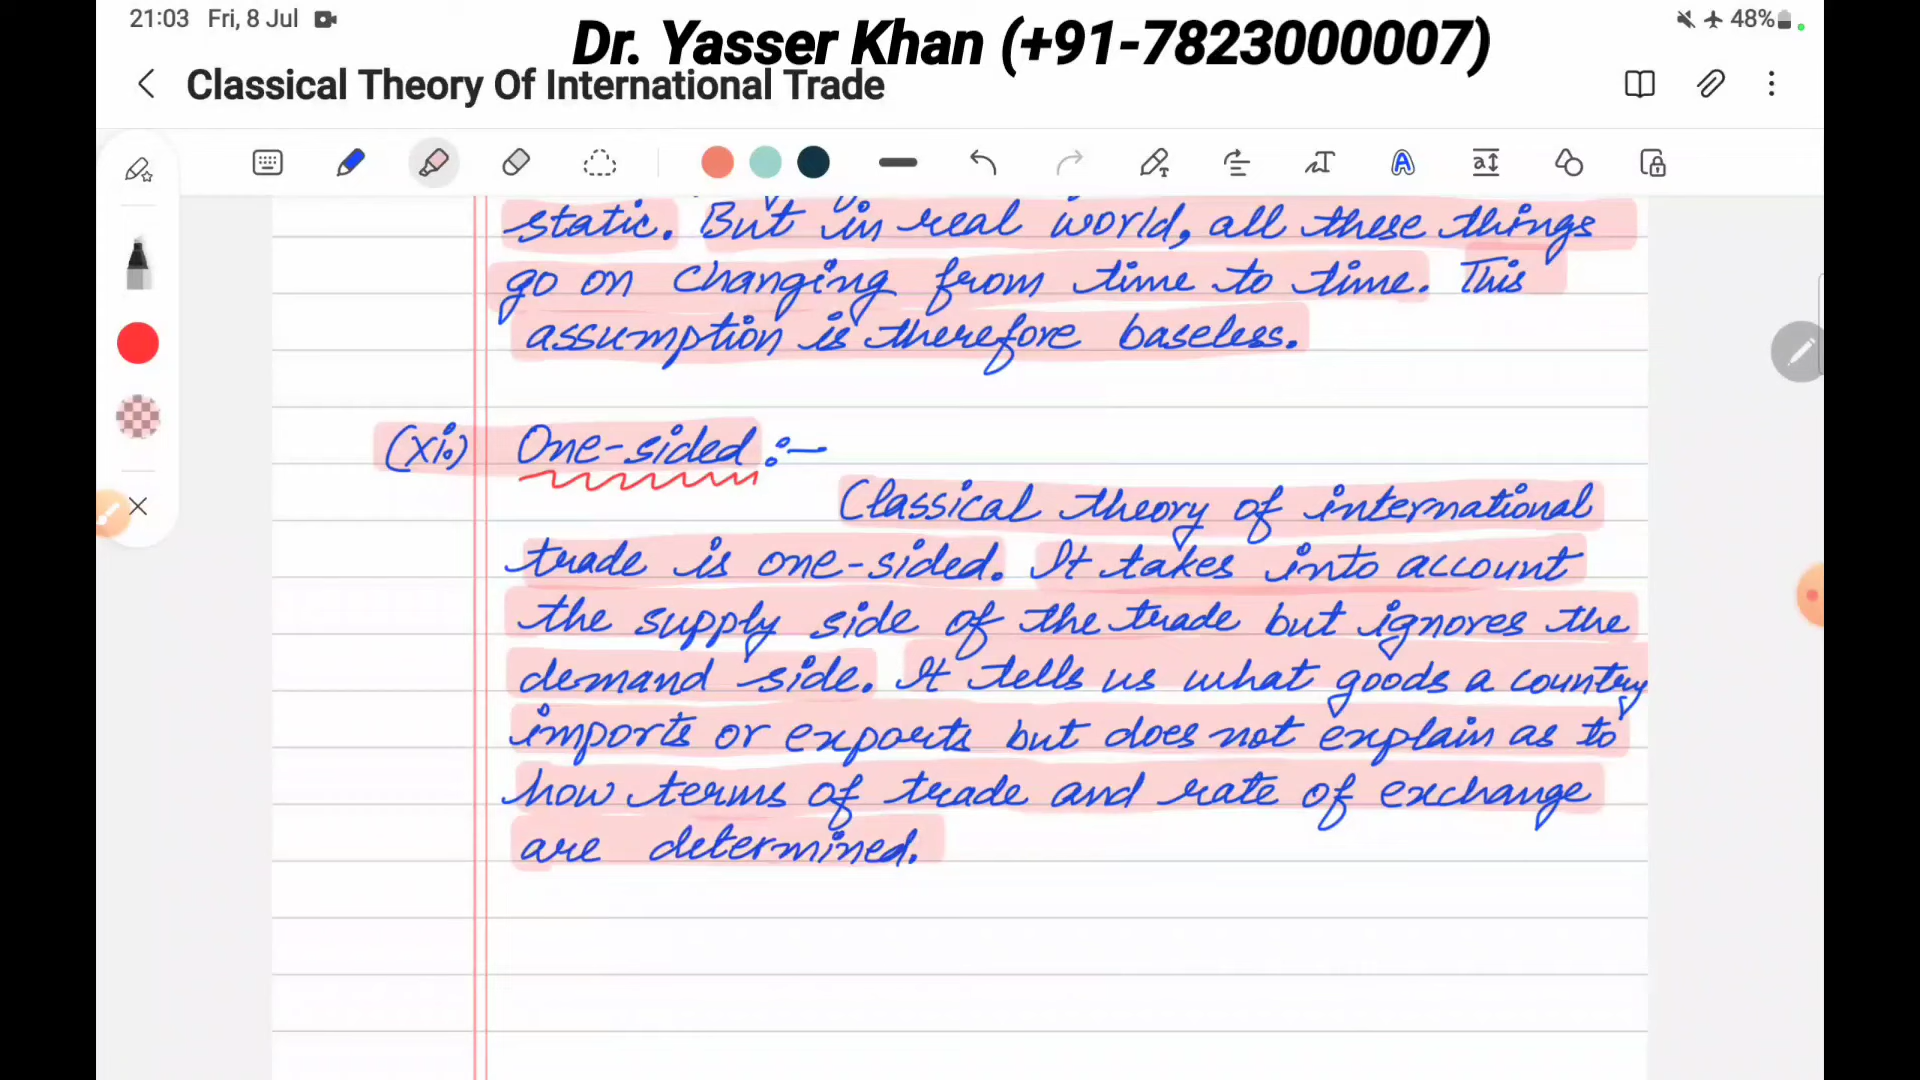 21:03 Fri, 8 Jul
48%
Dr. Yasser Khan (+91-7823000007)
Classical Theory Of International Trade
static. But in real world, all these things
go on changing from time to time. This
assumption is therefore baseless.
(xi.) One-sided:-
Classical theory of international
trade is one-sided. It takes into account
the supply side of the trade but ignores the
demand side. It tells us what goods a country
imports or exports but does not explain as to
how terms of trade and rate of exchange
are determined.